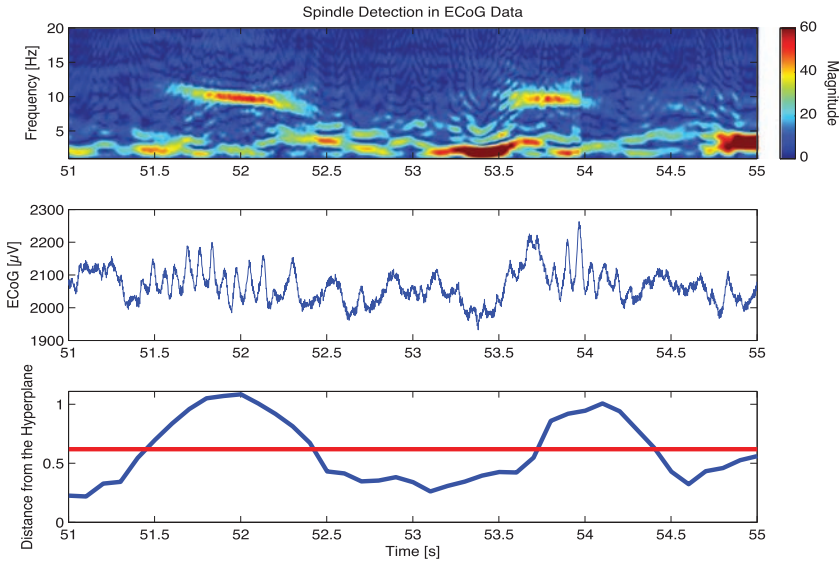 Spindle Detection in ECoG Data
Frequency [Hz]
20
15
10
5
51 51.5 52 52.5 53 53.5 54 54.5 55
60
40
20
0
Magnitude
ECoG [µV]
2300
2200
2100
2000
1900
51 51.5 52 52.5 53 53.5 54 54.5 55
Distance from the Hyperplane
1
0.5
0
51 51.5 52 52.5 53 53.5 54 54.5 55
Time [s]